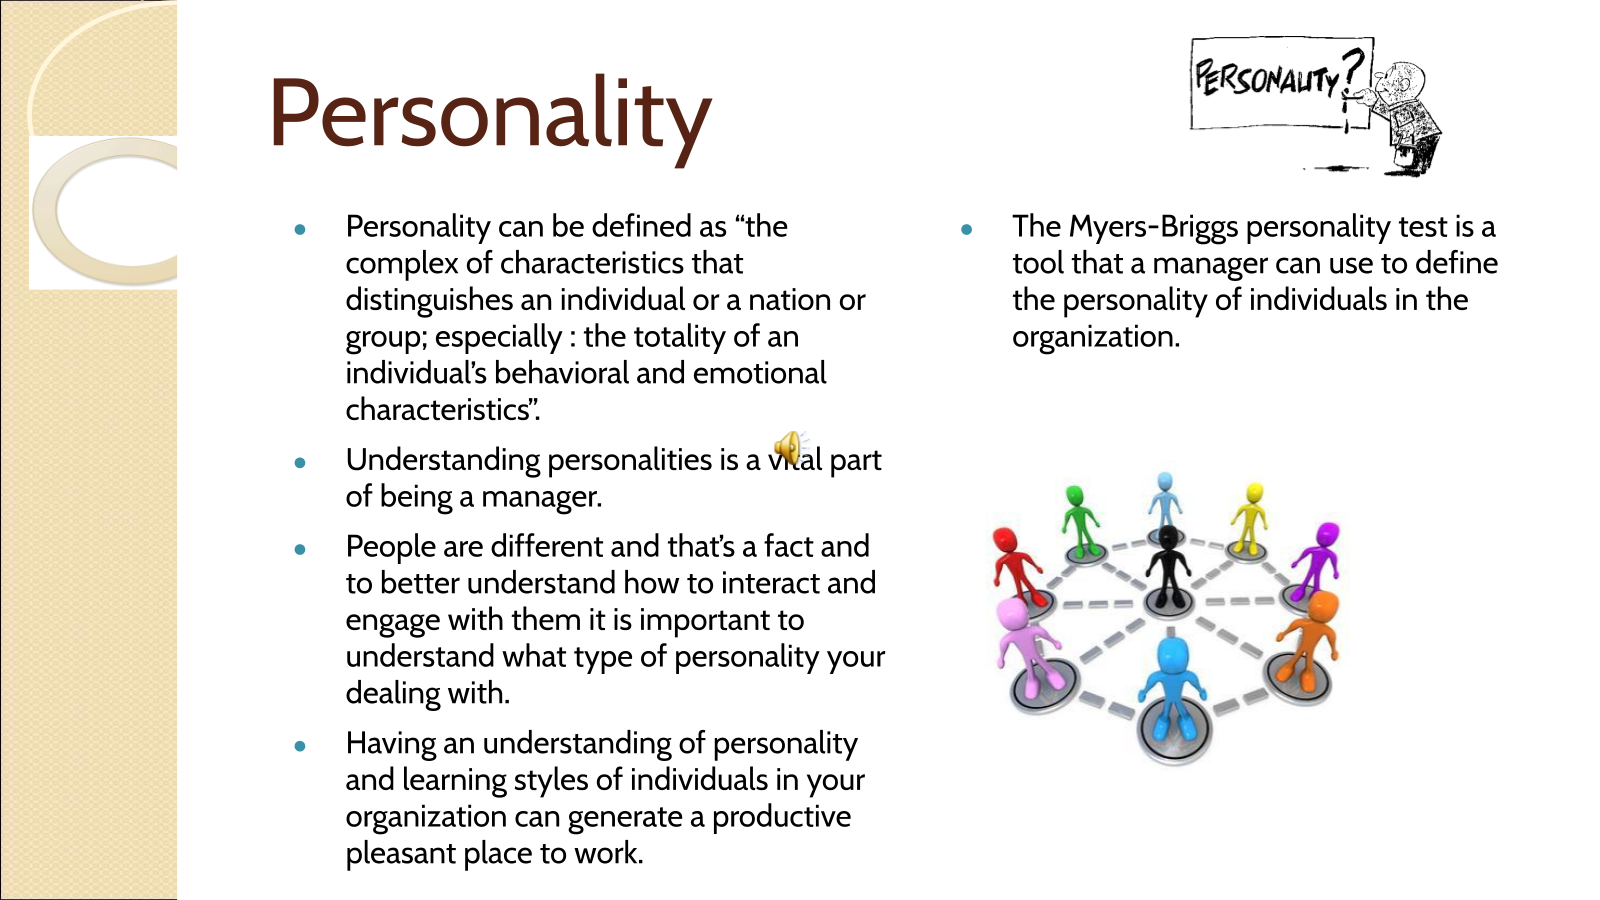 Personality
PERSONALITY?
Personality can be defined as “the
complex of characteristics that
distinguishes an individual or a nation or
group; especially : the totality of an
individual’s behavioral and emotional
characteristics”.
Understanding personalities is a vital part
of being a manager.
People are different and that’s a fact and
to better understand how to interact and
engage with them it is important to
understand what type of personality your
dealing with.
Having an understanding of personality
and learning styles of individuals in your
organization can generate a productive
pleasant place to work.
The Myers-Briggs personality test is a
tool that a manager can use to define
the personality of individuals in the
organization.